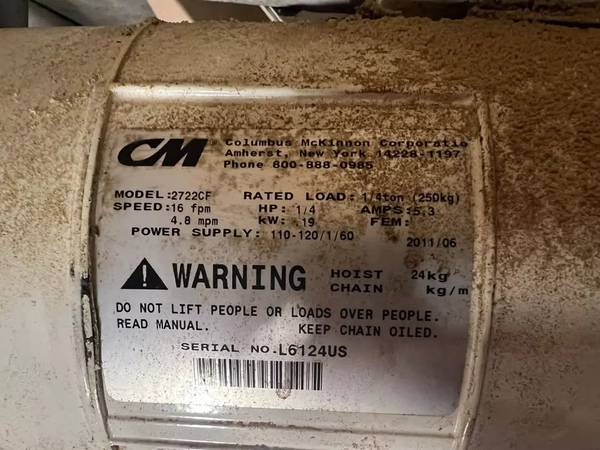 CM
Columbus McKinnon Corporatio
Amherst, New York 14228-1197
Phone 800-888-0985
MODEL:2722CF RATED LOAD: 1/4ton (250kg)
SPEED:16 fpm HP: 1/4 AMPS:5.3
4.8 mpm kW: .19 FEM:
POWER SUPPLY: 110-120/1/60
2011/06
WARNING HOIST 24kg
CHAIN kg/m
DO NOT LIFT PEOPLE OR LOADS OVER PEOPLE.
READ MANUAL. KEEP CHAIN OILED.
SERIAL NO.L6124US